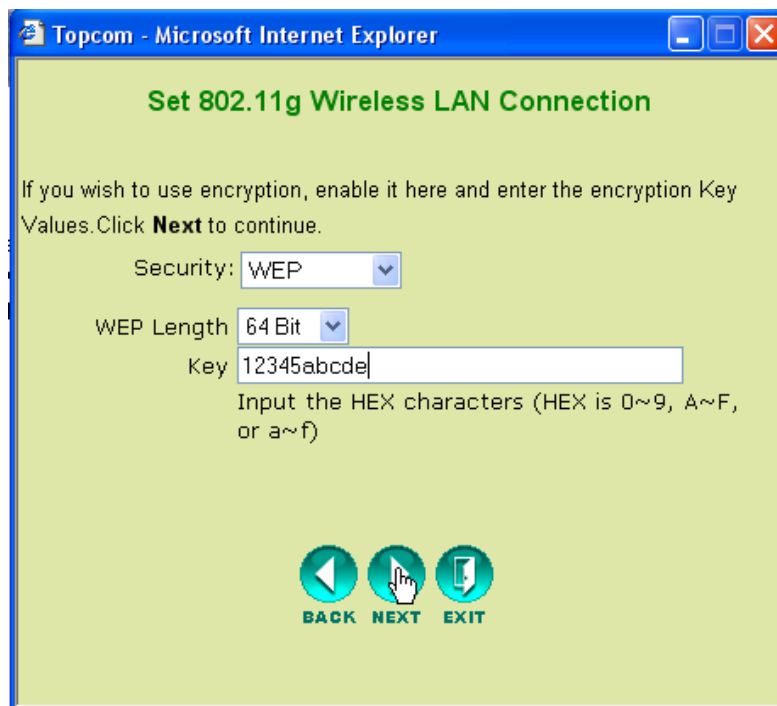 Topcom - Microsoft Internet Explorer
Set 802.11g Wireless LAN Connection
If you wish to use encryption, enable it here and enter the encryption Key
Values.Click Next to continue.
Security: WEP
WEP Length 64 Bit
Key 12345abcde
Input the HEX characters (HEX is 0~9, A~F,
or a~f)
BACK NEXT EXIT